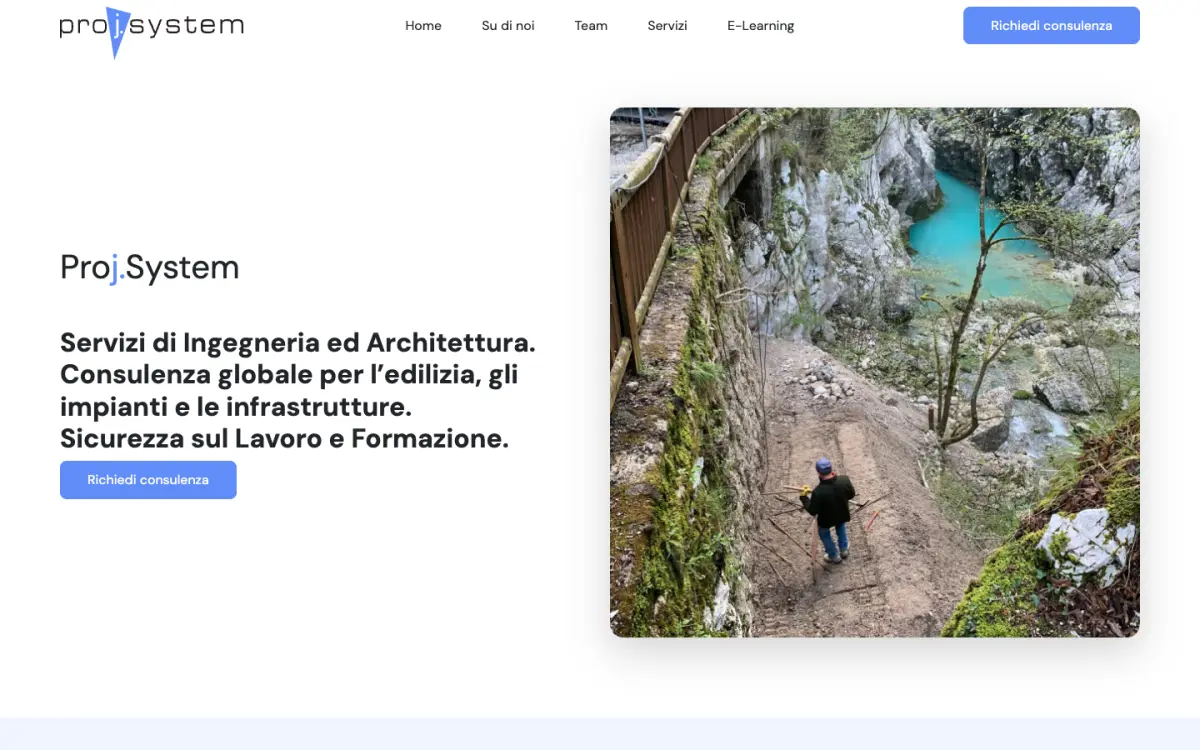 proj.system
Home
Su di noi
Team
Servizi
E-Learning
Richiedi consulenza
Proj.System
Servizi di Ingegneria ed Architettura.
Consulenza globale per l’edilizia, gli
impianti e le infrastrutture.
Sicurezza sul Lavoro e Formazione.
Richiedi consulenza